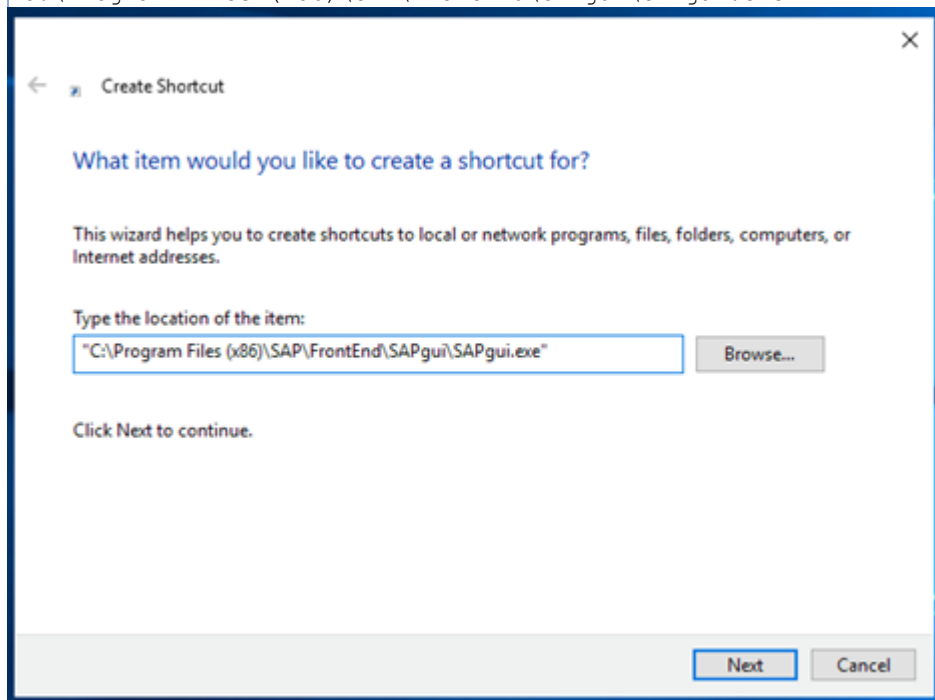 Create Shortcut
What item would you like to create a shortcut for?
This wizard helps you to create shortcuts to local or network programs, files, folders, computers, or
Internet addresses.
Type the location of the item:
"C:\Program Files (x86)\SAP\FrontEnd\SAPgui\SAPgui.exe"
Browse...
Click Next to continue.
Next
Cancel